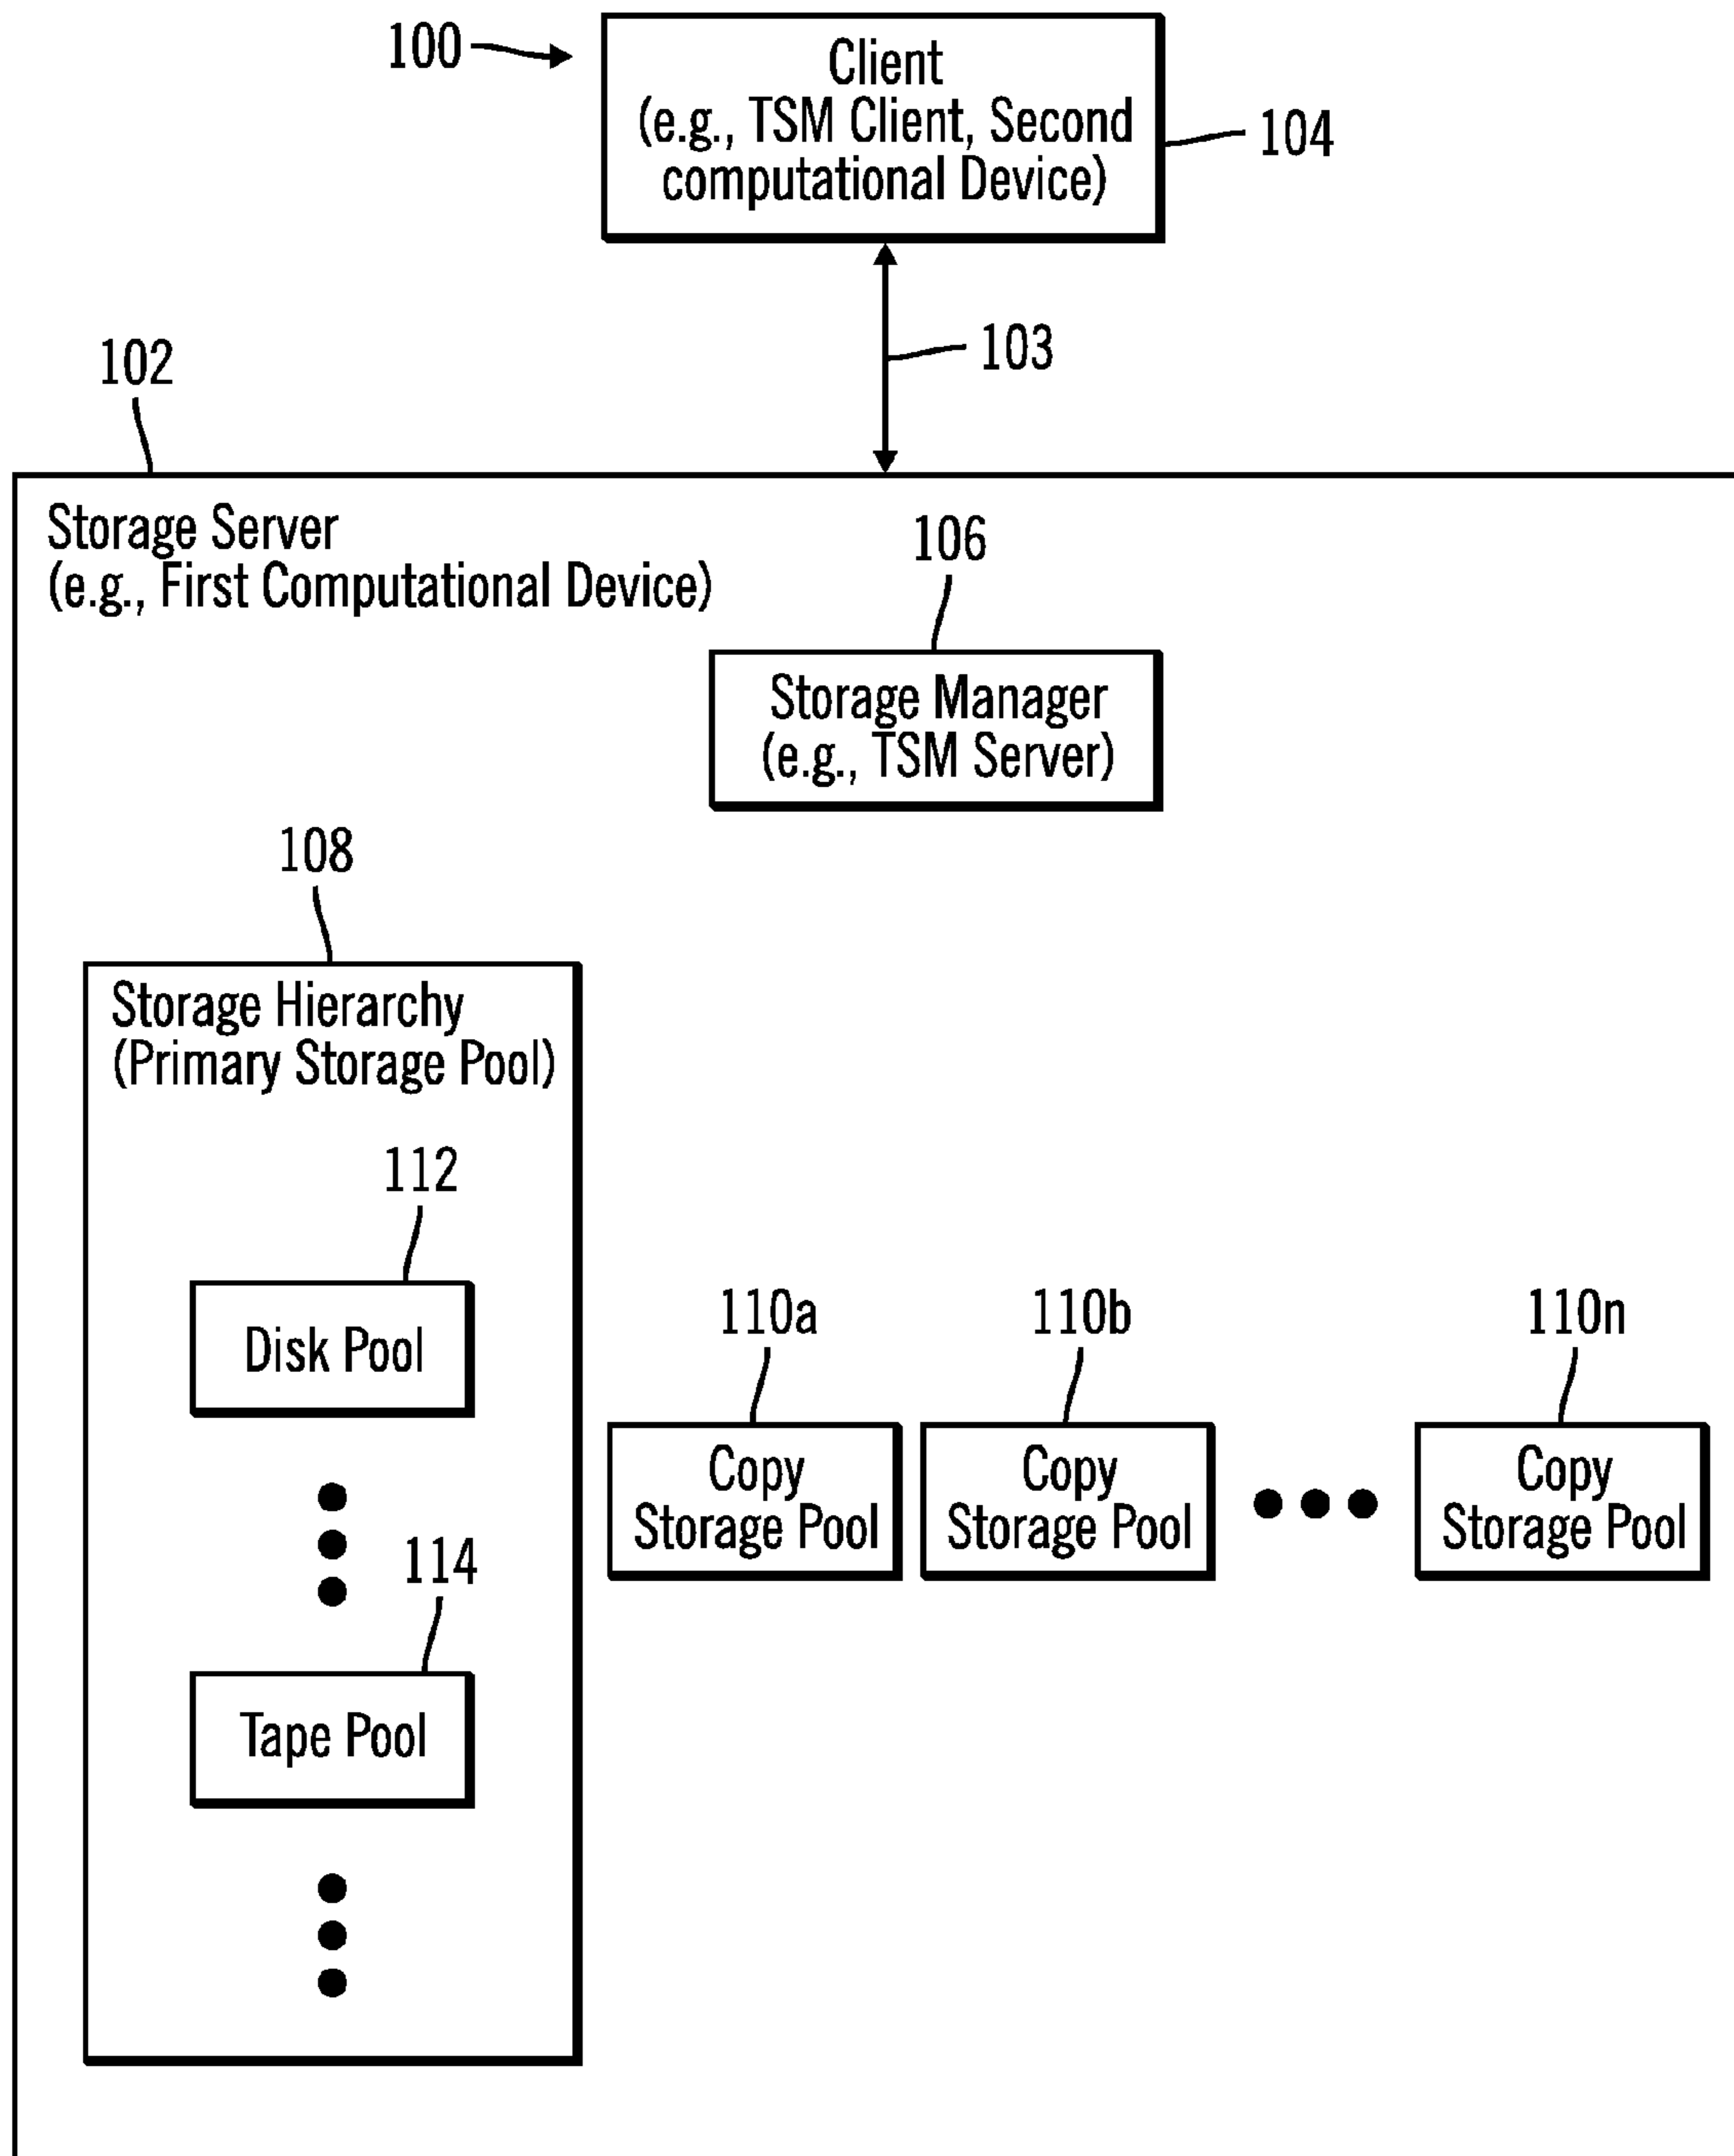 100
Client
(e.g., TSM Client, Second
computational Device)
104
103
102
Storage Server
(e.g., First Computational Device)
106
Storage Manager
(e.g., TSM Server)
108
Storage Hierarchy
(Primary Storage Pool)
112
Disk Pool
110a
110b
110n
Copy
Storage Pool
Copy
Storage Pool
Copy
Storage Pool
114
Tape Pool